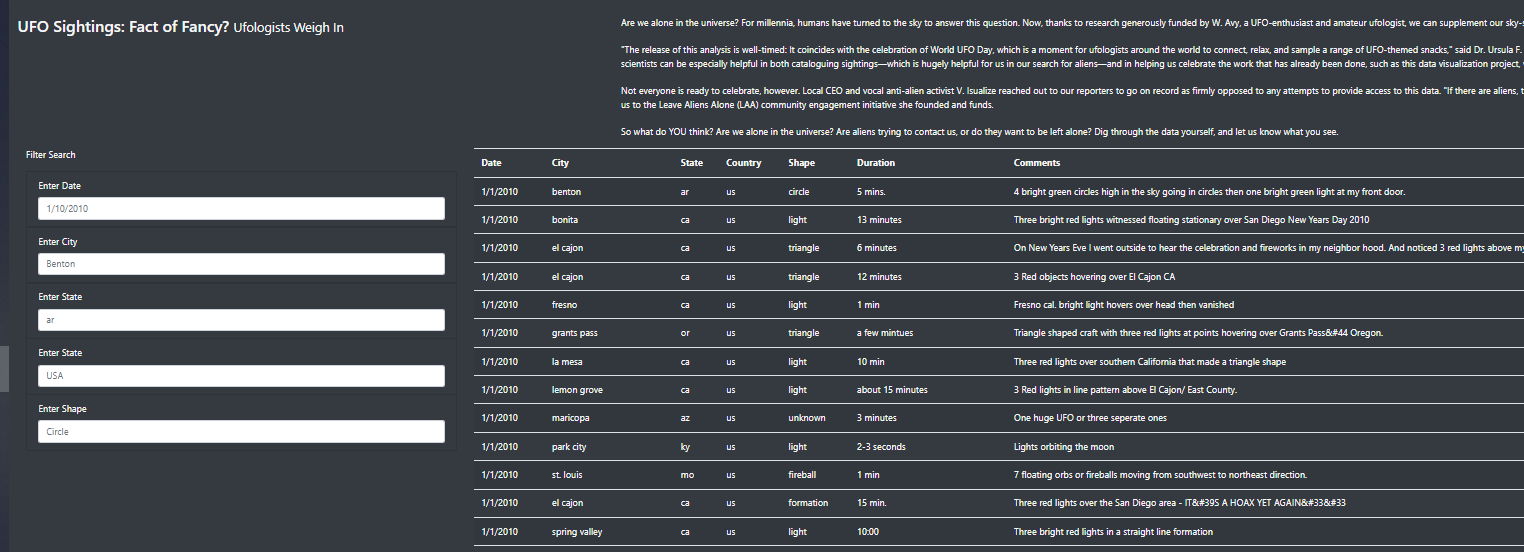 UFO Sightings: Fact of Fancy? Ufologists Weigh In
Are we alone in the universe? For millennia, humans have turned to the sky to answer this question. Now, thanks to research generously funded by W. Avy, a UFO-enthusiast and amateur ufologist, we can supplement our sky-
"The release of this analysis is well-timed: It coincides with the celebration of World UFO Day, which is a moment for ufologists around the world to connect, relax, and sample a range of UFO-themed snacks," said Dr. Ursula F.
scientists can be especially helpful in both cataloguing sightings—which is hugely helpful for us in our search for aliens—and in helping us celebrate the work that has already been done, such as this data visualization project,
Not everyone is ready to celebrate, however. Local CEO and vocal anti-alien activist V. Isualize reached out to our reporters to go on record as firmly opposed to any attempts to provide access to this data. "If there are aliens,
us to the Leave Aliens Alone (LAA) community engagement initiative she founded and funds.
So what do YOU think? Are we alone in the universe? Are aliens trying to contact us, or do they want to be left alone? Dig through the data yourself, and let us know what you see.
Filter Search
Enter Date
1/10/2010
Enter City
Benton
Enter State
ar
Enter State
USA
Enter Shape
Circle
Date City State Country Shape Duration Comments
1/1/2010 benton ar us circle 5 mins. 4 bright green circles high in the sky going in circles then one bright green light at my front door.
1/1/2010 bonita ca us light 13 minutes Three bright red lights witnessed floating stationary over San Diego New Years Day 2010
1/1/2010 el cajon ca us triangle 6 minutes On New Years Eve I went outside to hear the celebration and fireworks in my neighbor hood. And noticed 3 red lights above my
1/1/2010 el cajon ca us triangle 12 minutes 3 Red objects hovering over El Cajon CA
1/1/2010 fresno ca us light 1 min Fresno cal. bright light hovers over head then vanished
1/1/2010 grants pass or us triangle a few mintues Triangle shaped craft with three red lights at points hovering over Grants Pass&#44 Oregon.
1/1/2010 la mesa ca us light 10 min Three red lights over southern California that made a triangle shape
1/1/2010 lemon grove ca us light about 15 minutes 3 Red lights in line pattern above El Cajon/ East County.
1/1/2010 maricopa az us unknown 3 minutes One huge UFO or three seperate ones
1/1/2010 park city ky us light 2-3 seconds Lights orbiting the moon
1/1/2010 st. louis mo us fireball 1 min 7 floating orbs or fireballs moving from southwest to northeast direction.
1/1/2010 el cajon ca us formation 15 min. Three red lights over the San Diego area - IT&#39S A HOAX YET AGAIN&#33&#33
1/1/2010 spring valley ca us light 10:00 Three bright red lights in a straight line formation